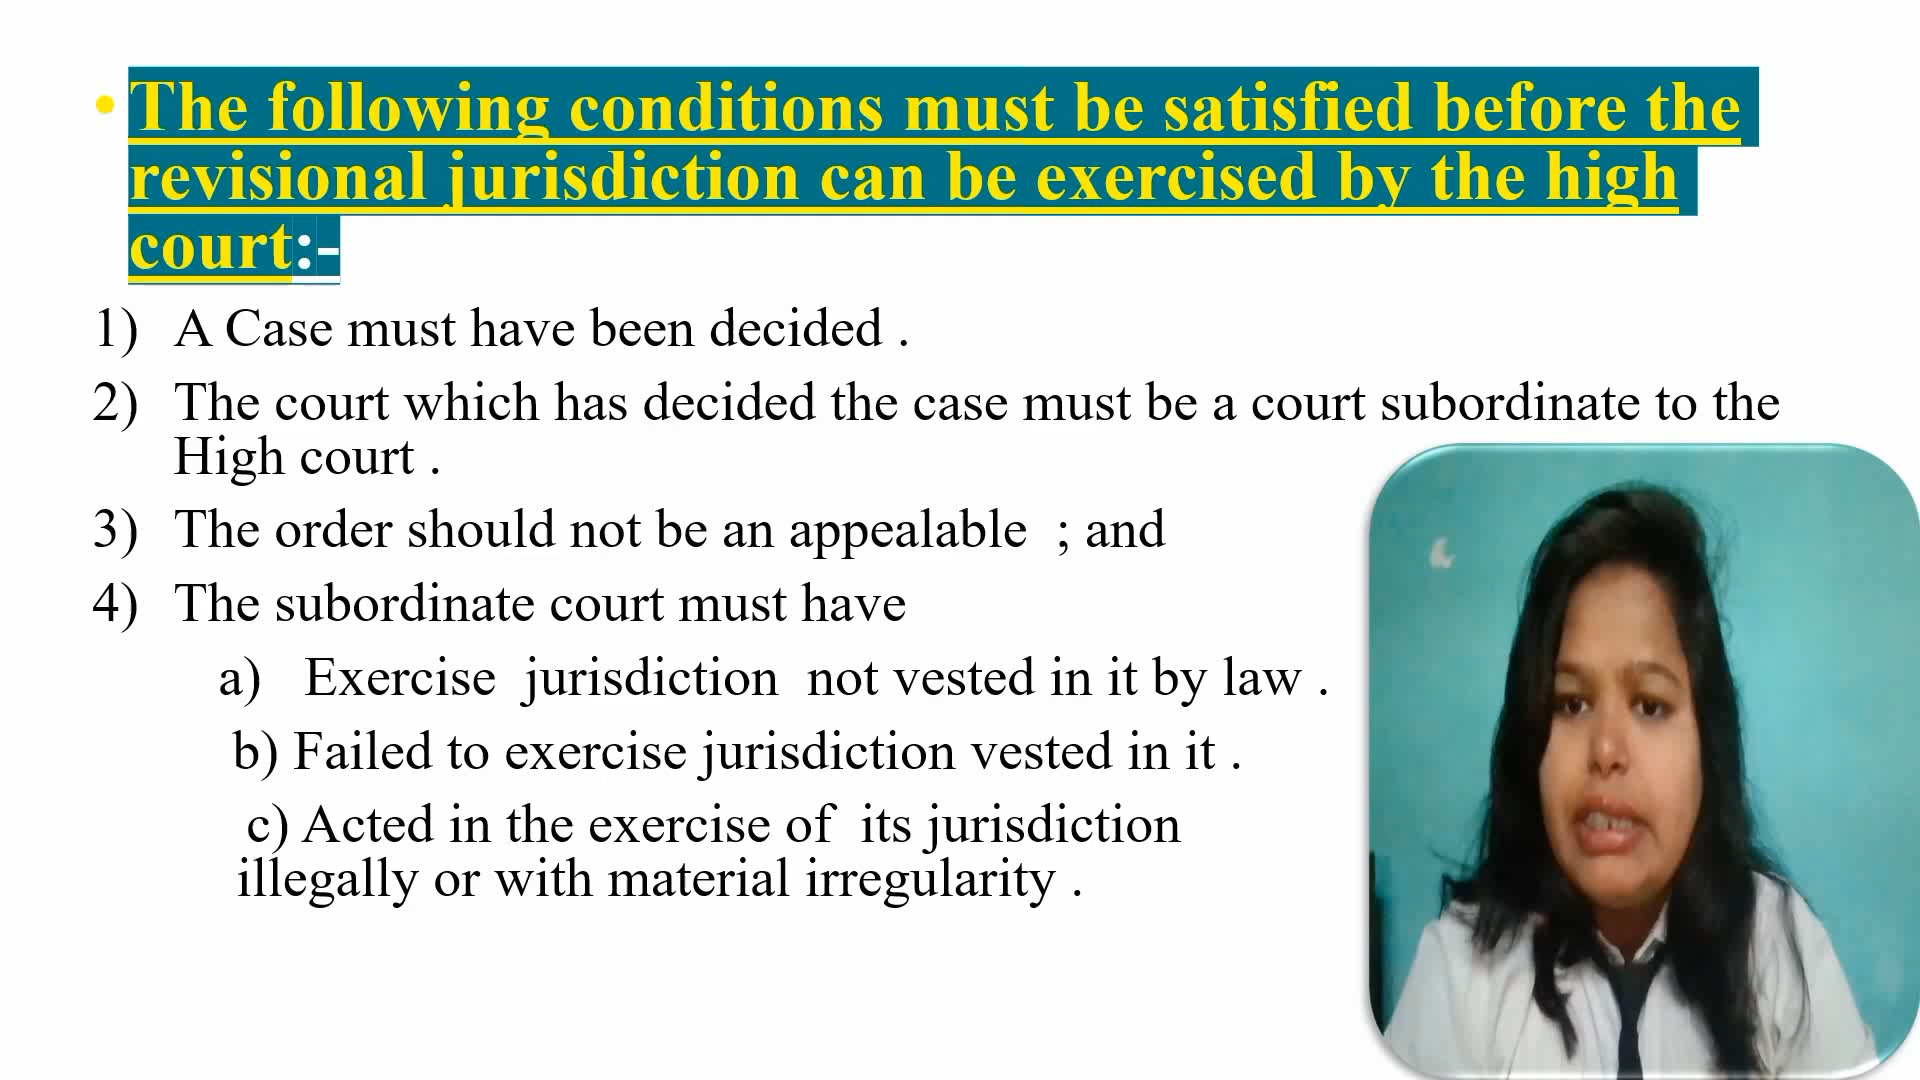 • The following conditions must be satisfied before the
revisional jurisdiction can be exercised by the high
court:-
1) A Case must have been decided .
2) The court which has decided the case must be a court subordinate to the
High court .
3) The order should not be an appealable ; and
4) The subordinate court must have
a) Exercise jurisdiction not vested in it by law .
b) Failed to exercise jurisdiction vested in it .
c) Acted in the exercise of its jurisdiction
illegally or with material irregularity .